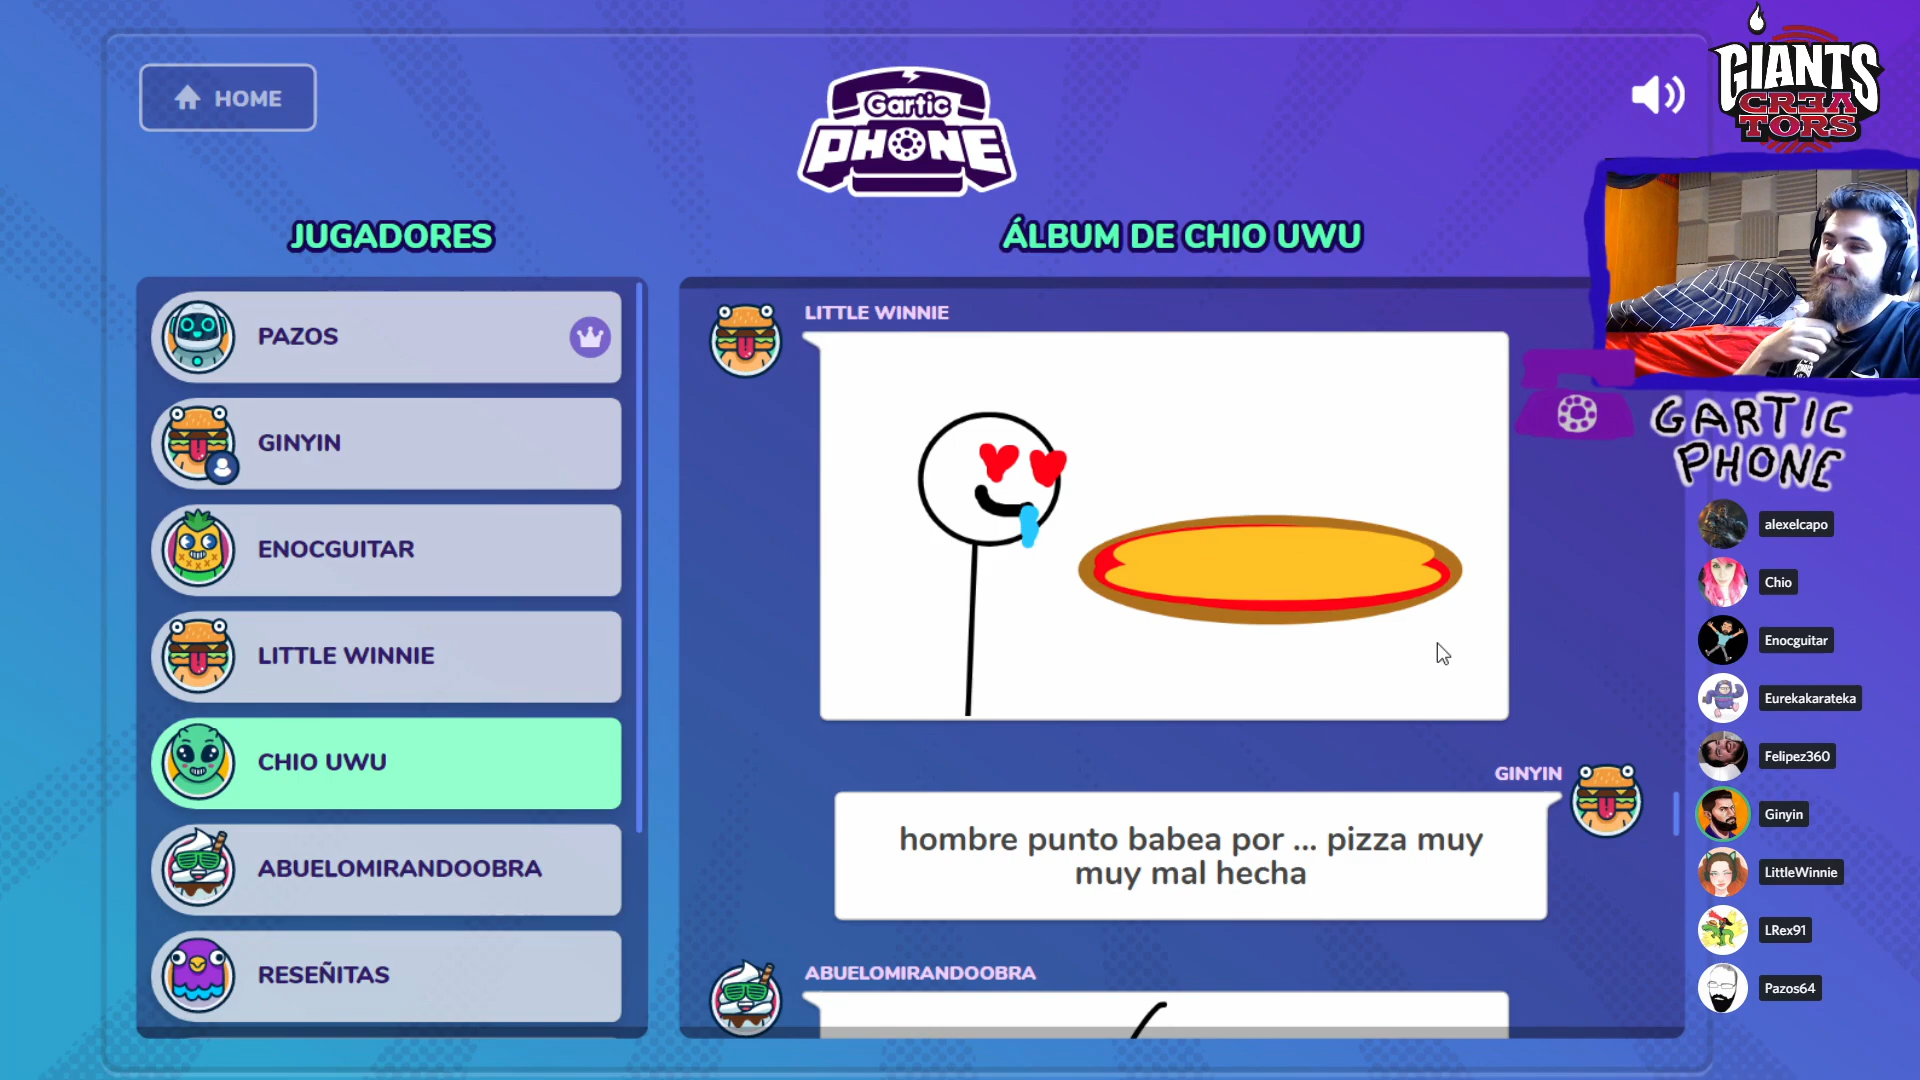 HOME
Gartic
PHONE
GIANTS
CREA
TORS
JUGADORES
ÁLBUM DE CHIO UWU
PAZOS
GINYIN
ENOCGUITAR
LITTLE WINNIE
CHIO UWU
ABUELOMIRANDOOBRA
RESEÑITAS
LITTLE WINNIE
GINYIN
hombre punto babea por ... pizza muy
muy mal hecha
ABUELOMIRANDOOBRA
GARTIC
PHONE
alexelcapo
Chio
Enocguitar
Eurekakarateka
Felipez360
Ginyin
LittleWinnie
LRex91
Pazos64